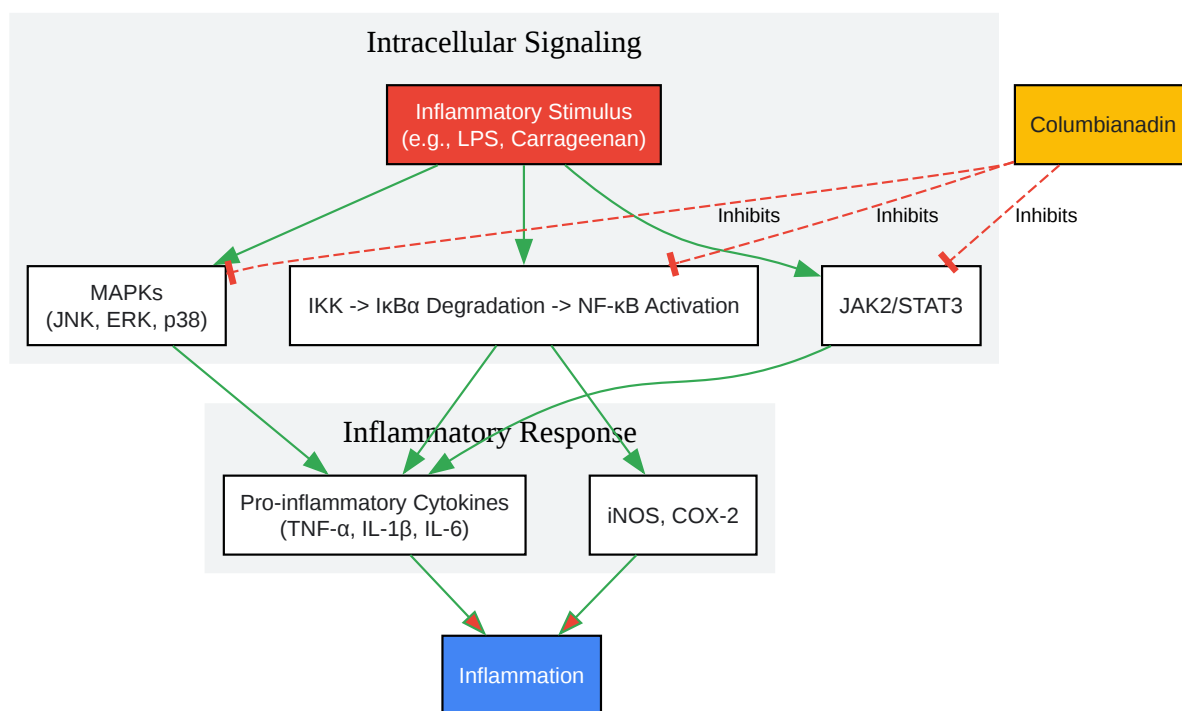 Intracellular Signaling
Inflammatory Stimulus
(e.g., LPS, Carrageenan)
Columbianadin
Inhibits
Inhibits
Inhibits
MAPKs
(JNK, ERK, p38)
IKK -> IκBα Degradation -> NF-κB Activation
JAK2/STAT3
Inflammatory Response
Pro-inflammatory Cytokines
(TNF-α, IL-1β, IL-6)
iNOS, COX-2
Inflammation